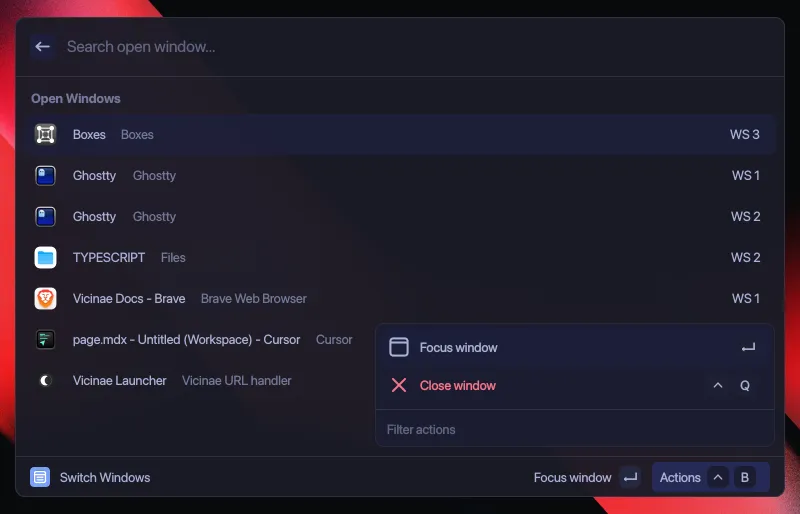 Search open window...
Open Windows
Boxes Boxes WS 3
Ghostty Ghostty WS 1
Ghostty Ghostty WS 2
TYPESCRIPT Files WS 2
Vicinae Docs - Brave Brave Web Browser WS 1
page.mdx - Untitled (Workspace) - Cursor Cursor
Focus window
Vicinae Launcher Vicinae URL handler
Close window Q
Filter actions
Switch Windows Focus window Actions B